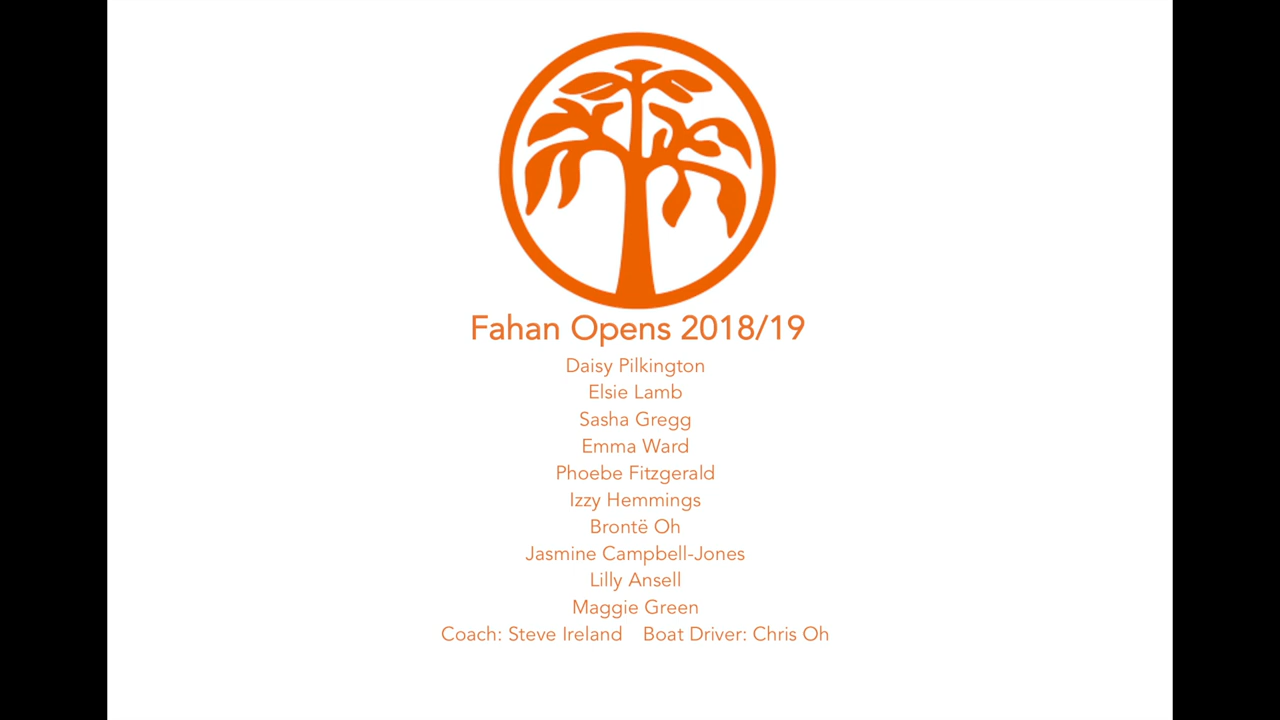 Fahan Opens 2018/19
Daisy Pilkington
Elsie Lamb
Sasha Gregg
Emma Ward
Phoebe Fitzgerald
Izzy Hemmings
Brontë Oh
Jasmine Campbell-Jones
Lilly Ansell
Maggie Green
Coach: Steve Ireland Boat Driver: Chris Oh